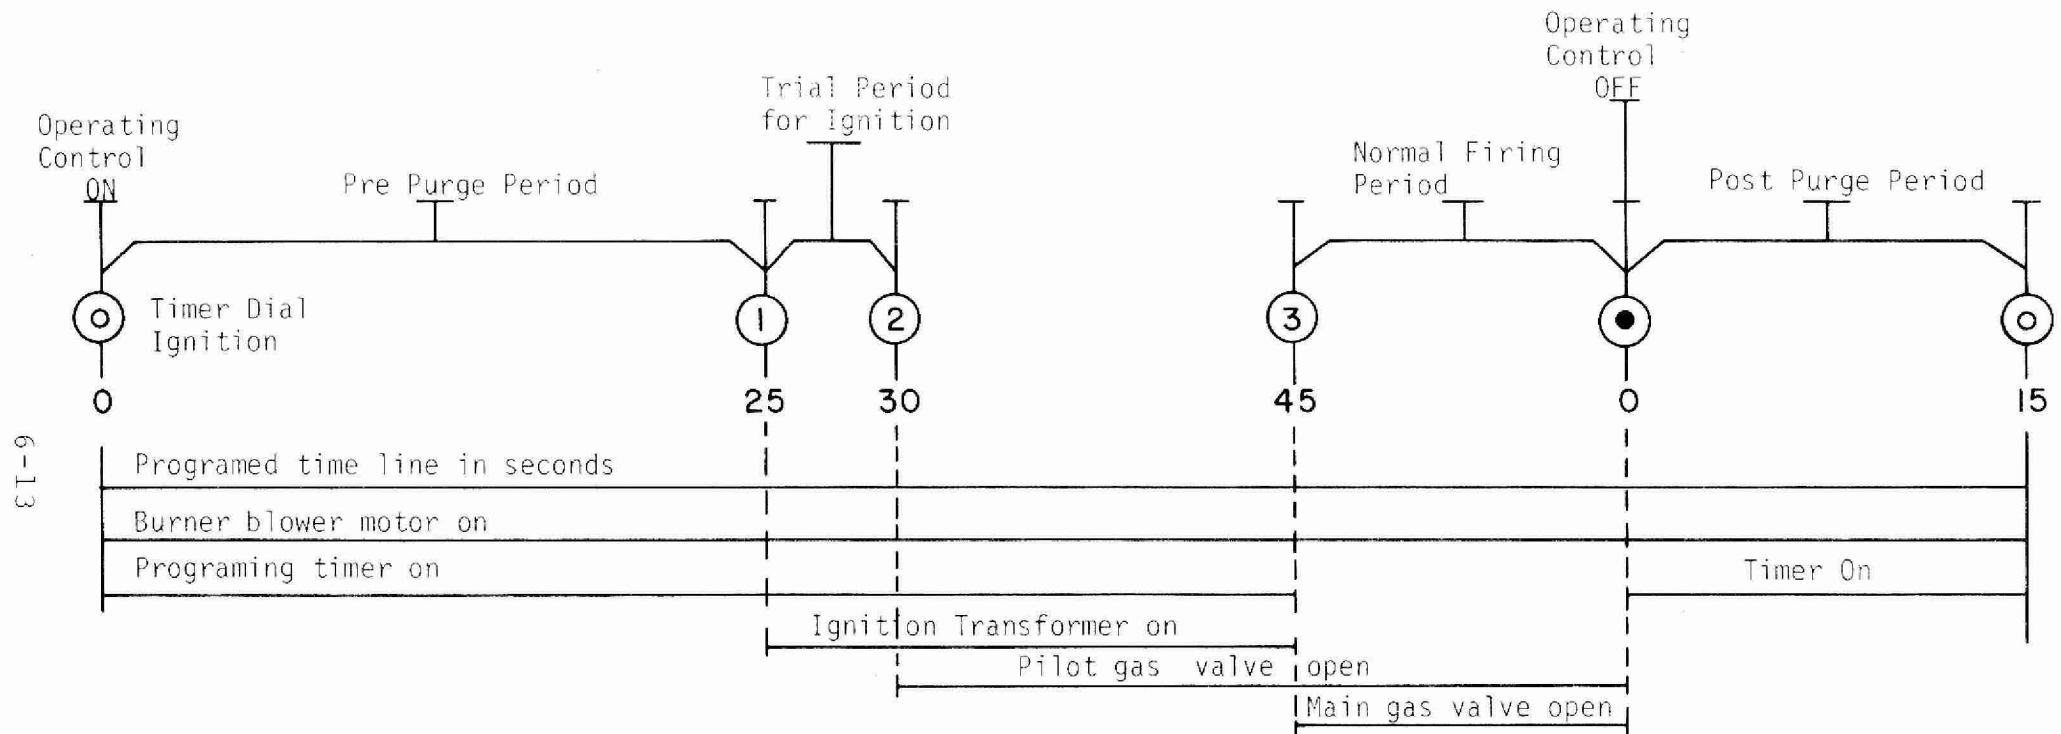 Operating
Control
OFF
Trial Period
for Ignition
Operating
Control
ON
Pre Purge Period
Normal Firing
Period
Post Purge Period
Timer Dial
Ignition
1
2
3
0
25
30
45
0
15
Programed time line in seconds
Burner blower motor on
Programing timer on
Timer On
Ignition Transformer on
Pilot gas valve open
Main gas valve open
6-13